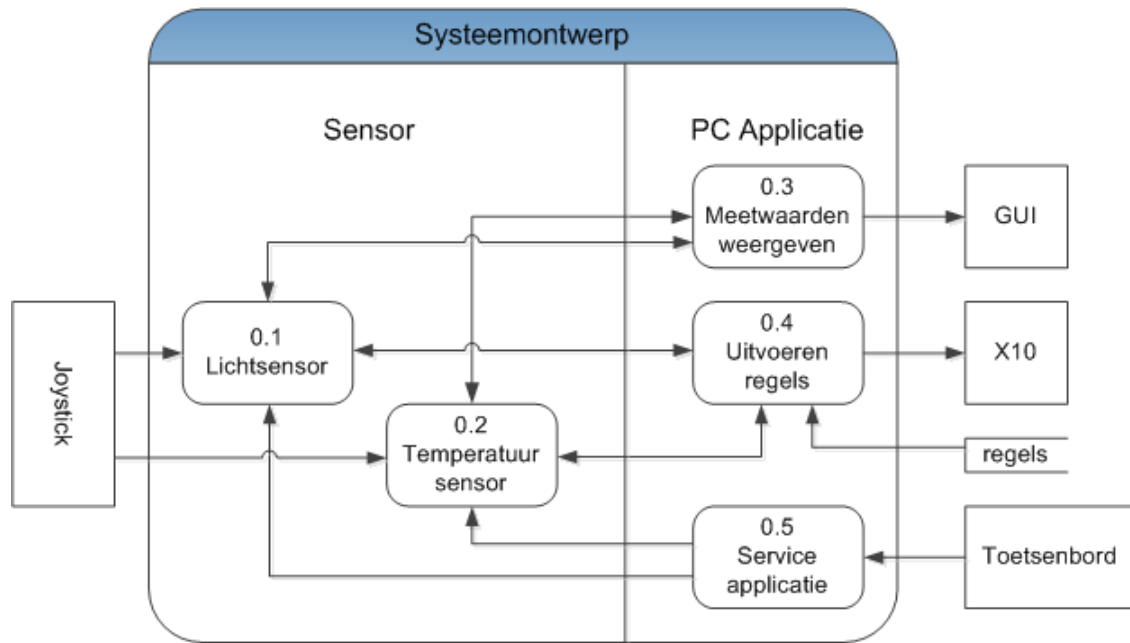 Systeemontwerp
Sensor
PC Applicatie
0.3
Meetwaarden
weergeven
GUI
Joystick
0.1
Lichtsensor
0.4
Uitvoeren
regels
X10
0.2
Temperatuur
sensor
regels
0.5
Service
applicatie
Toetsenbord